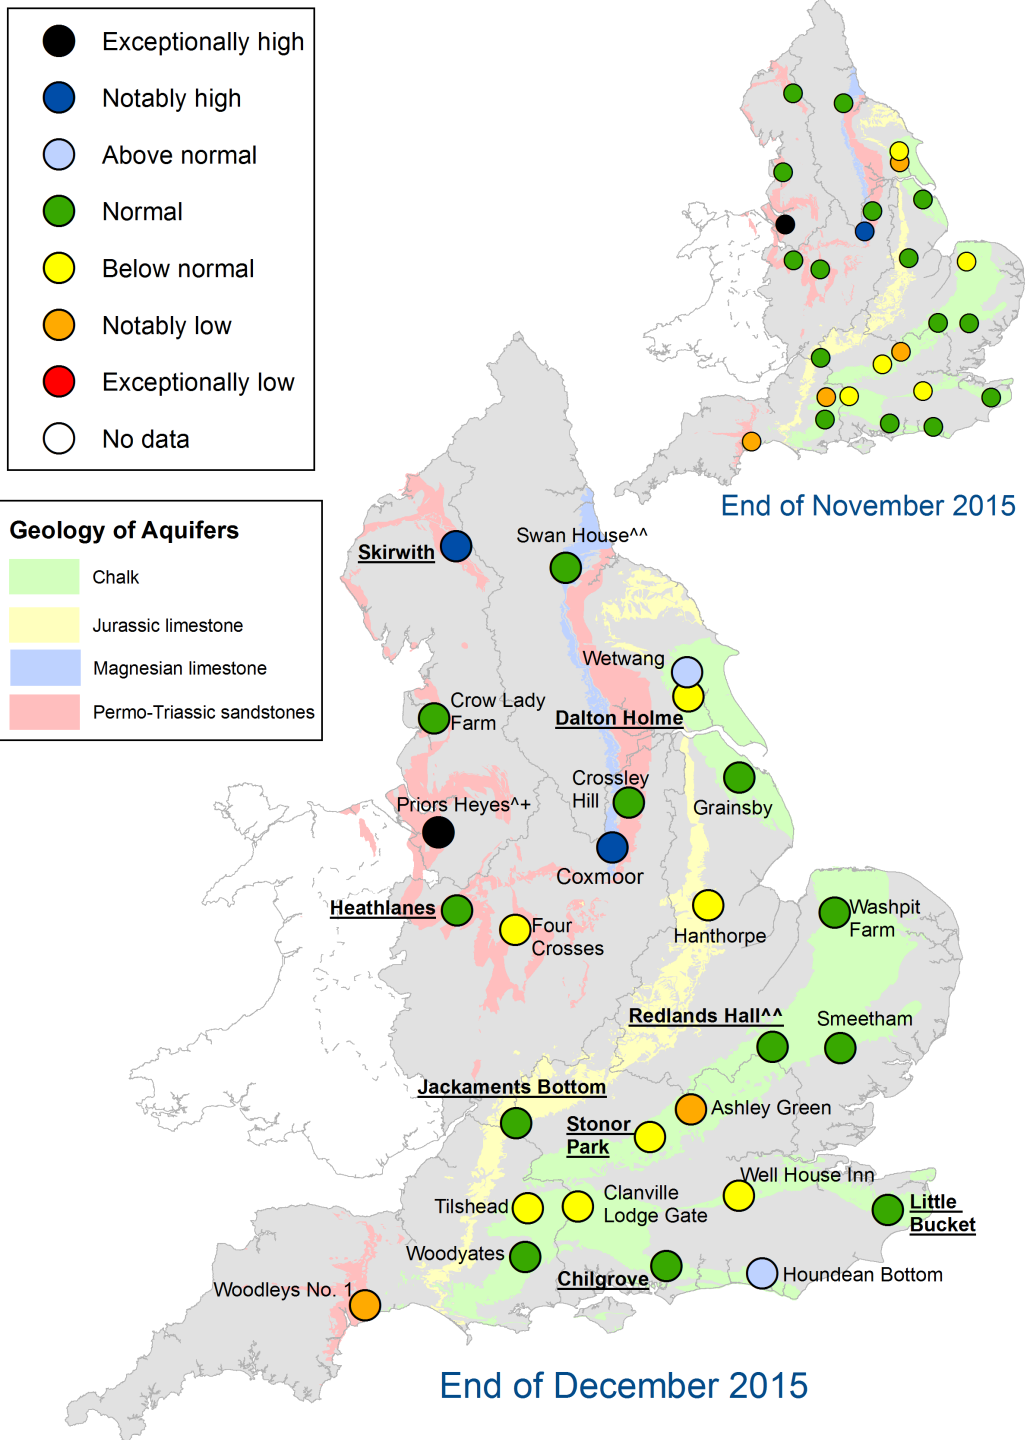 Exceptionally high
Notably high
Above normal
Normal
Below normal
Notably low
Exceptionally low
No data
End of November 2015
Geology of Aquifers
Chalk
Jurassic limestone
Magnesian limestone
Permo-Triassic sandstones
Swan House^^
Skirwith
Wetwang
Crow Lady
Farm
Dalton Holme
Crossley
Hill
Grainsby
Priors Heyes^+
Coxmoor
Heathlanes
Four
Crosses
Hanthorpe
Washpit
Farm
Redlands Hall^^
Smeetham
Jackaments Bottom
Ashley Green
Stonor
Park
Well House Inn
Tilshead
Clanville
Lodge Gate
Little
Bucket
Woodyates
Chilgrove
Houndean Bottom
Woodleys No. 1
End of December 2015